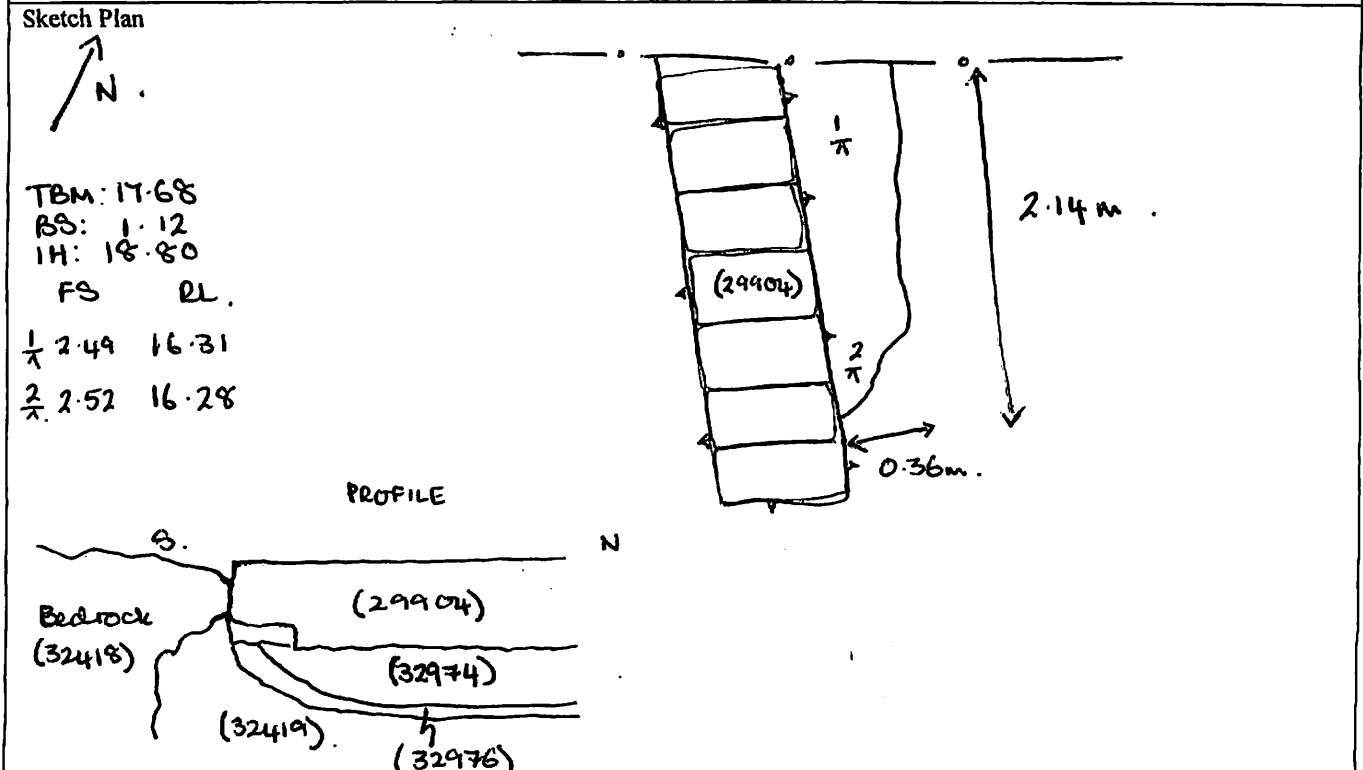 Sketch Plan
N.
TBM: 17.68
BS: 1.12
IH: 18.80
FS RL.
1/⊼ 2.49 16.31
2/⊼. 2.52 16.28
1/⊼
2.14 m.
(29904)
2/⊼
0.36m.
PROFILE
S.
N
Bedrock
(32418)
(29904)
(32974)
(32419).
(32976)